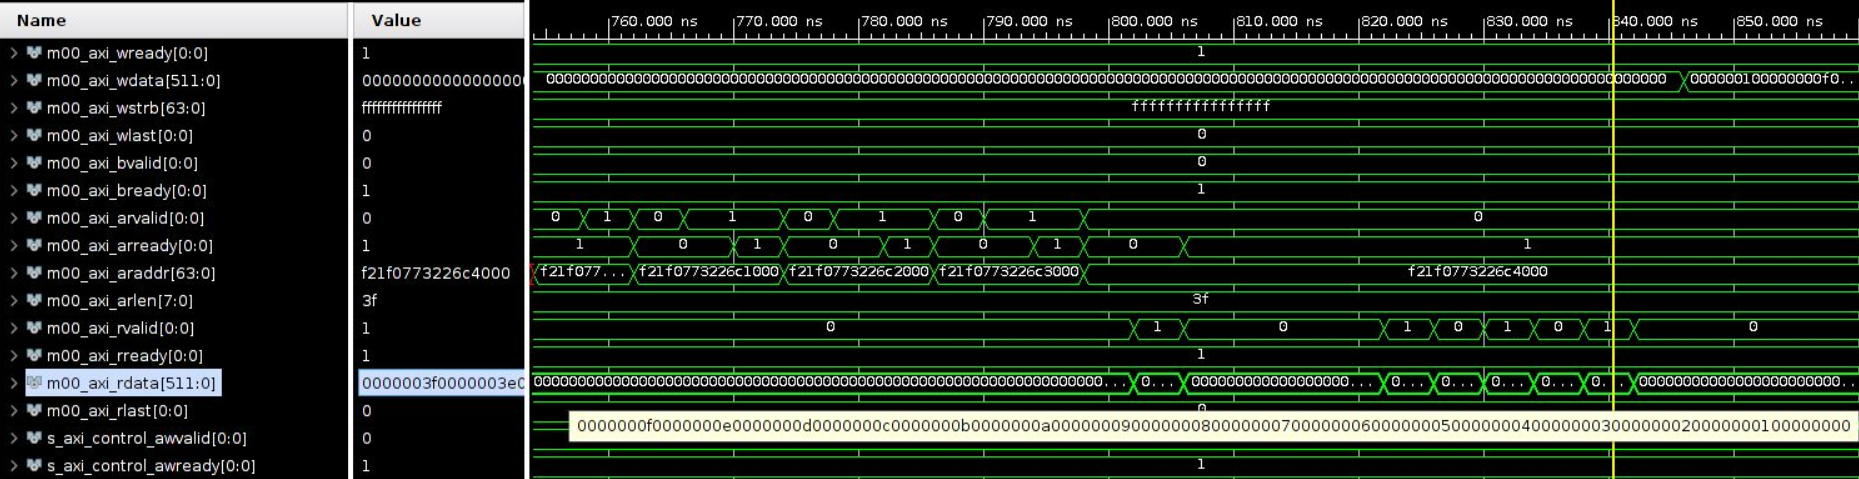 Name Value 760.000 ns 770.000 ns 780.000 ns 790.000 ns 800.000 ns 810.000 ns 820.000 ns 830.000 ns 840.000 ns 850.000 ns
m00_axi_wready[0:0] 1 1
m00_axi_wdata[511:0] 000000100000000f0...
m00_axi_wstrb[63:0] ffffffffffffffff ffffffffffffffff
m00_axi_wlast[0:0] 0 0
m00_axi_bvalid[0:0] 0 0
m00_axi_bready[0:0] 1 1
m00_axi_arvalid[0:0] 0 0 1 0 1 0 1 0 1 0
m00_axi_arready[0:0] 1 1 0 1 0 1 0 1 0 1
m00_axi_araddr[63:0] f21f0773226c4000 f21f077... f21f0773226c1000 f21f0773226c2000 f21f0773226c3000 f21f0773226c4000
m00_axi_arlen[7:0] 3f 3f
m00_axi_rvalid[0:0] 1 0 1 0 1 0 1 0 1 0
m00_axi_rready[0:0] 1 1
m00_axi_rdata[511:0] 0000003f0000003e0 0... 0... 0... 0... 0... 0...
m00_axi_rlast[0:0] 0
0000000f0000000e0000000d0000000c0000000b0000000a00000009000000080000000700000006000000050000000400000003000000020000000100000000
s_axi_control_awvalid[0:0] 0
s_axi_control_awready[0:0] 1 1